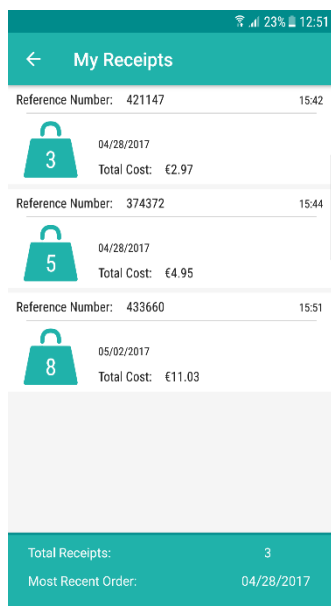 23% 12:51
My Receipts
Reference Number: 421147 15:42
3
04/28/2017
Total Cost: €2.97
Reference Number: 374372 15:44
5
04/28/2017
Total Cost: €4.95
Reference Number: 433660 15:51
8
05/02/2017
Total Cost: €11.03
Total Receipts: 3
Most Recent Order: 04/28/2017